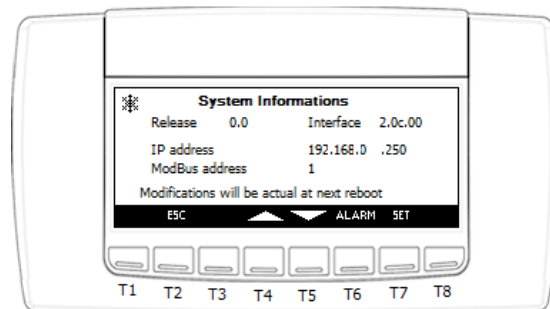 System Informations
Release 0.0 Interface 2.0c.00
IP address 192.168.0 .250
ModBus address 1
Modifications will be actual at next reboot
ESC ALARM SET
T1 T2 T3 T4 T5 T6 T7 T8